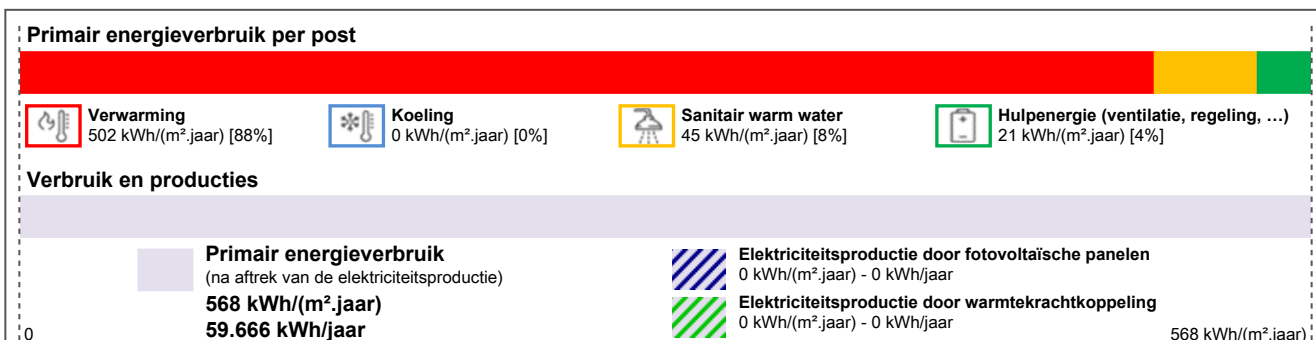 Primair energieverbruik per post
Verwarming
502 kWh/(m².jaar) [88%]
Koeling
0 kWh/(m².jaar) [0%]
Sanitair warm water
45 kWh/(m².jaar) [8%]
Hulpenergie (ventilatie, regeling, …)
21 kWh/(m².jaar) [4%]
Verbruik en producties
Primair energieverbruik
(na aftrek van de elektriciteitsproductie)
568 kWh/(m².jaar)
59.666 kWh/jaar
Elektriciteitsproductie door fotovoltaïsche panelen
0 kWh/(m².jaar) - 0 kWh/jaar
Elektriciteitsproductie door warmtekrachtkoppeling
0 kWh/(m².jaar) - 0 kWh/jaar
0
568 kWh/(m².jaar)